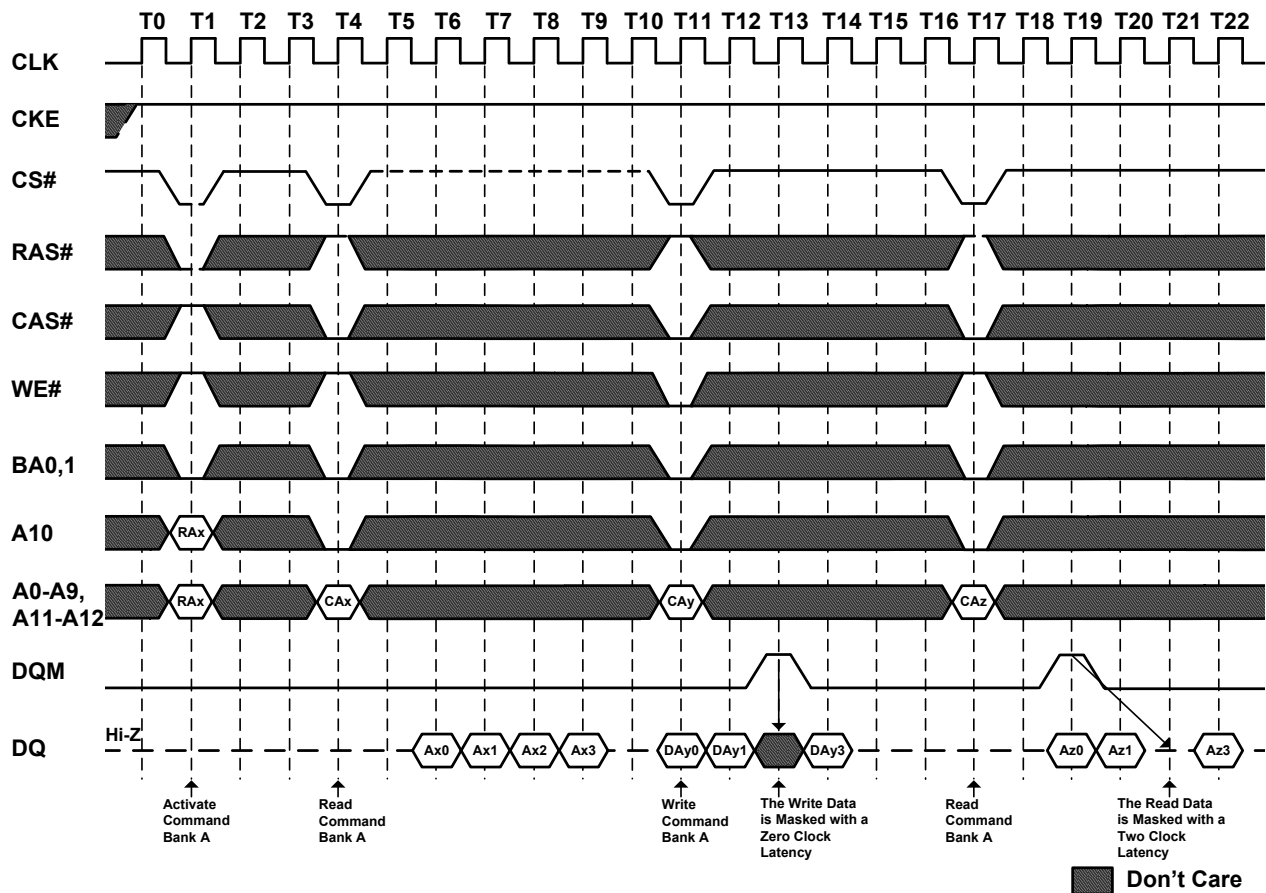 T0 T1 T2 T3 T4 T5 T6 T7 T8 T9 T10 T11 T12 T13 T14 T15 T16 T17 T18 T19 T20 T21 T22
CLK
CKE
CS#
RAS#
CAS#
WE#
BA0,1
A10
RAx
A0-A9,
A11-A12
RAx CAx CAy CAz
DQM
DQ
Hi-Z
Ax0 Ax1 Ax2 Ax3 DAy0 DAy1 DAy3 Az0 Az1 Az3
Activate
Command
Bank A
Read
Command
Bank A
Write
Command
Bank A
The Write Data
is Masked with a
Zero Clock
Latency
Read
Command
Bank A
The Read Data
is Masked with a
Two Clock
Latency
Don't Care